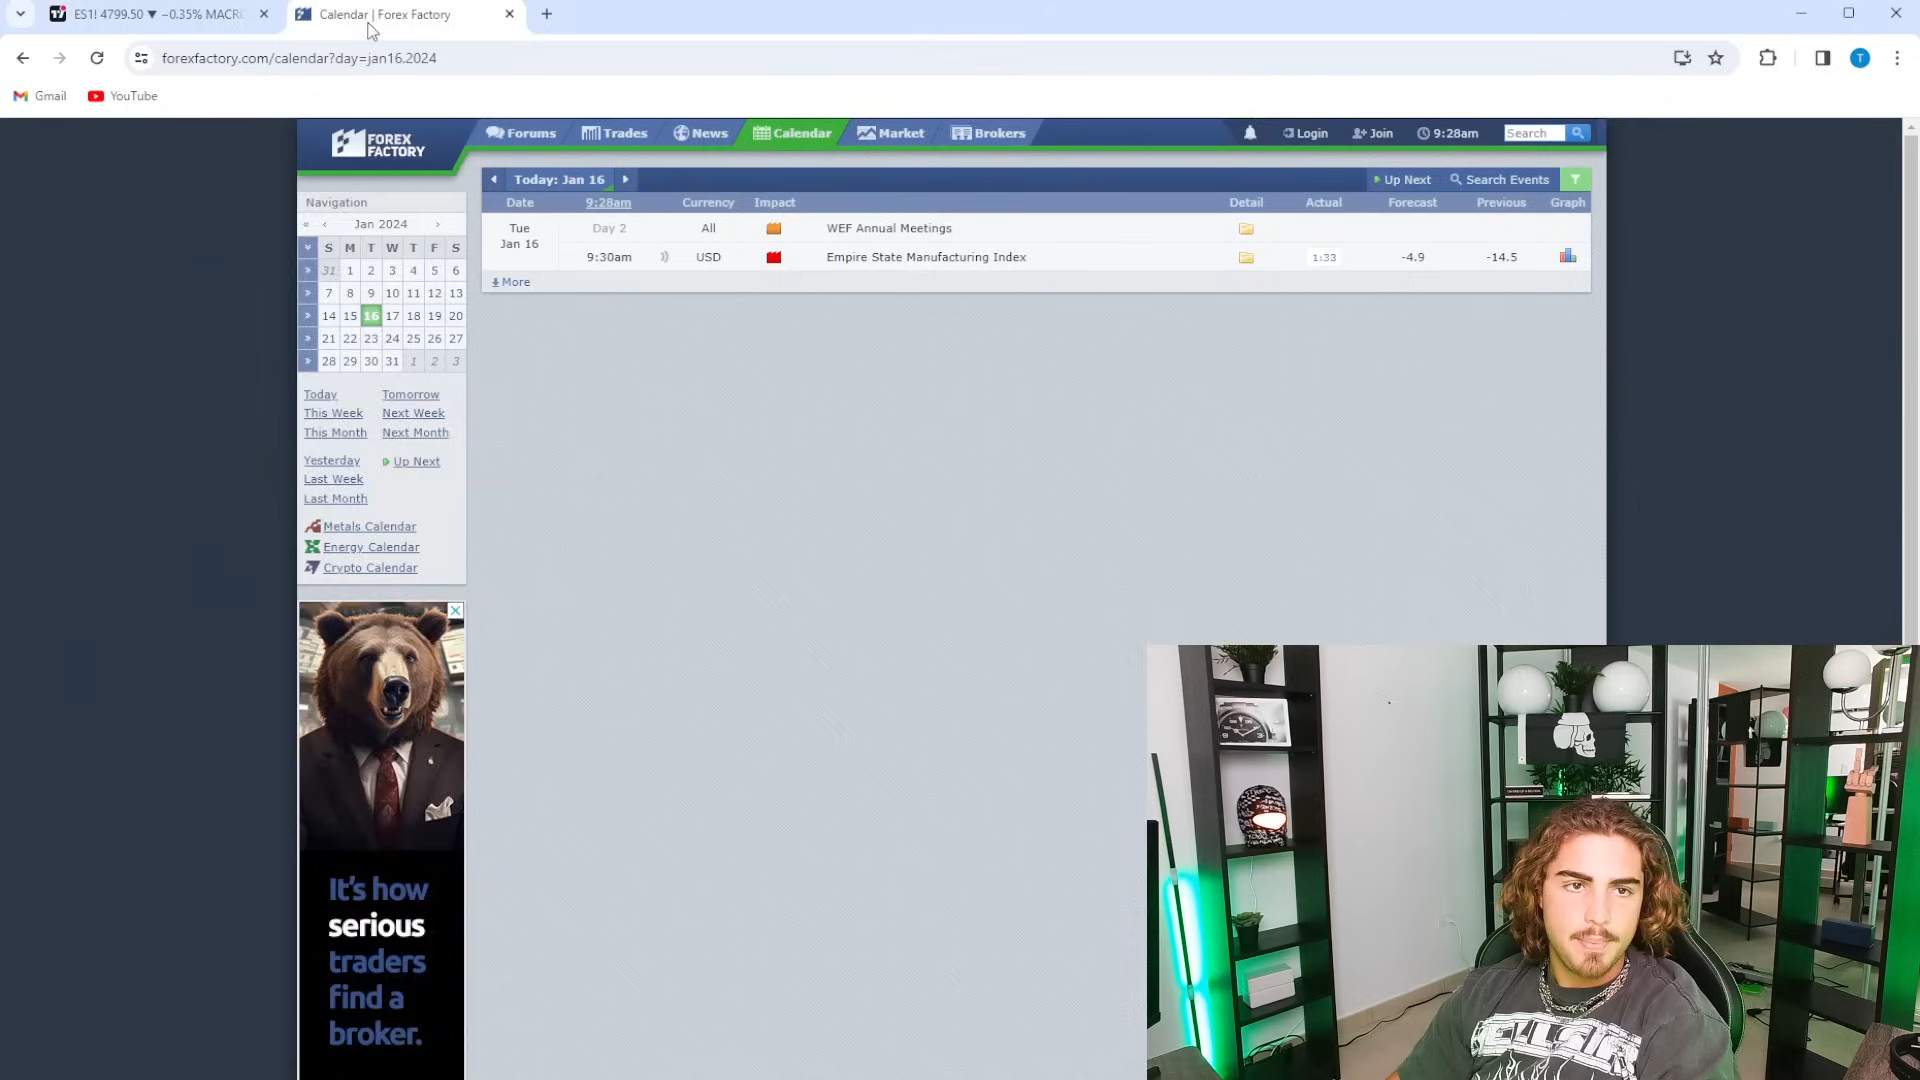 ES1! 4799.50 ▼ −0.35% MACRO
Calendar | Forex Factory
forexfactory.com/calendar?day=jan16.2024
T
Gmail
YouTube
FOREX
FACTORY
Forums
Trades
News
Calendar
Market
Brokers
Login
Join
9:28am
Search
Today: Jan 16
Up Next
Search Events
Date 9:28am Currency Impact Detail Actual Forecast Previous Graph
Tue
Jan 16
Day 2 All WEF Annual Meetings
9:30am USD Empire State Manufacturing Index 1:33 -4.9 -14.5
More
Navigation
« ‹ Jan 2024 ›
S M T W T F S
31 1 2 3 4 5 6
7 8 9 10 11 12 13
14 15 16 17 18 19 20
21 22 23 24 25 26 27
28 29 30 31 1 2 3
Today Tomorrow
This Week Next Week
This Month Next Month
Yesterday Up Next
Last Week
Last Month
Metals Calendar
Energy Calendar
Crypto Calendar
It's how
serious
traders
find a
broker.